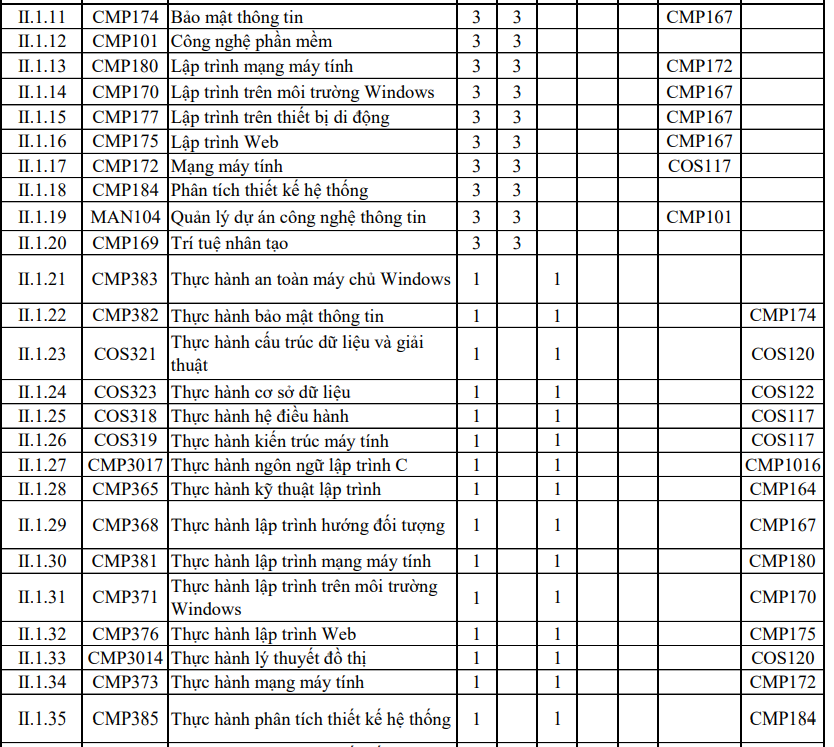 II.1.11 CMP174 Bảo mật thông tin 3 3 CMP167
II.1.12 CMP101 Công nghệ phần mềm 3 3
II.1.13 CMP180 Lập trình mạng máy tính 3 3 CMP172
II.1.14 CMP170 Lập trình trên môi trường Windows 3 3 CMP167
II.1.15 CMP177 Lập trình trên thiết bị di động 3 3 CMP167
II.1.16 CMP175 Lập trình Web 3 3 CMP167
II.1.17 CMP172 Mạng máy tính 3 3 COS117
II.1.18 CMP184 Phân tích thiết kế hệ thống 3 3
II.1.19 MAN104 Quản lý dự án công nghệ thông tin 3 3 CMP101
II.1.20 CMP169 Trí tuệ nhân tạo 3 3
II.1.21 CMP383 Thực hành an toàn máy chủ Windows 1 1
II.1.22 CMP382 Thực hành bảo mật thông tin 1 1 CMP174
II.1.23 COS321 Thực hành cấu trúc dữ liệu và giải
thuật 1 1 COS120
II.1.24 COS323 Thực hành cơ sở dữ liệu 1 1 COS122
II.1.25 COS318 Thực hành hệ điều hành 1 1 COS117
II.1.26 COS319 Thực hành kiến trúc máy tính 1 1 COS117
II.1.27 CMP3017 Thực hành ngôn ngữ lập trình C 1 1 CMP1016
II.1.28 CMP365 Thực hành kỹ thuật lập trình 1 1 CMP164
II.1.29 CMP368 Thực hành lập trình hướng đối tượng 1 1 CMP167
II.1.30 CMP381 Thực hành lập trình mạng máy tính 1 1 CMP180
II.1.31 CMP371 Thực hành lập trình trên môi trường
Windows 1 1 CMP170
II.1.32 CMP376 Thực hành lập trình Web 1 1 CMP175
II.1.33 CMP3014 Thực hành lý thuyết đồ thị 1 1 COS120
II.1.34 CMP373 Thực hành mạng máy tính 1 1 CMP172
II.1.35 CMP385 Thực hành phân tích thiết kế hệ thống 1 1 CMP184